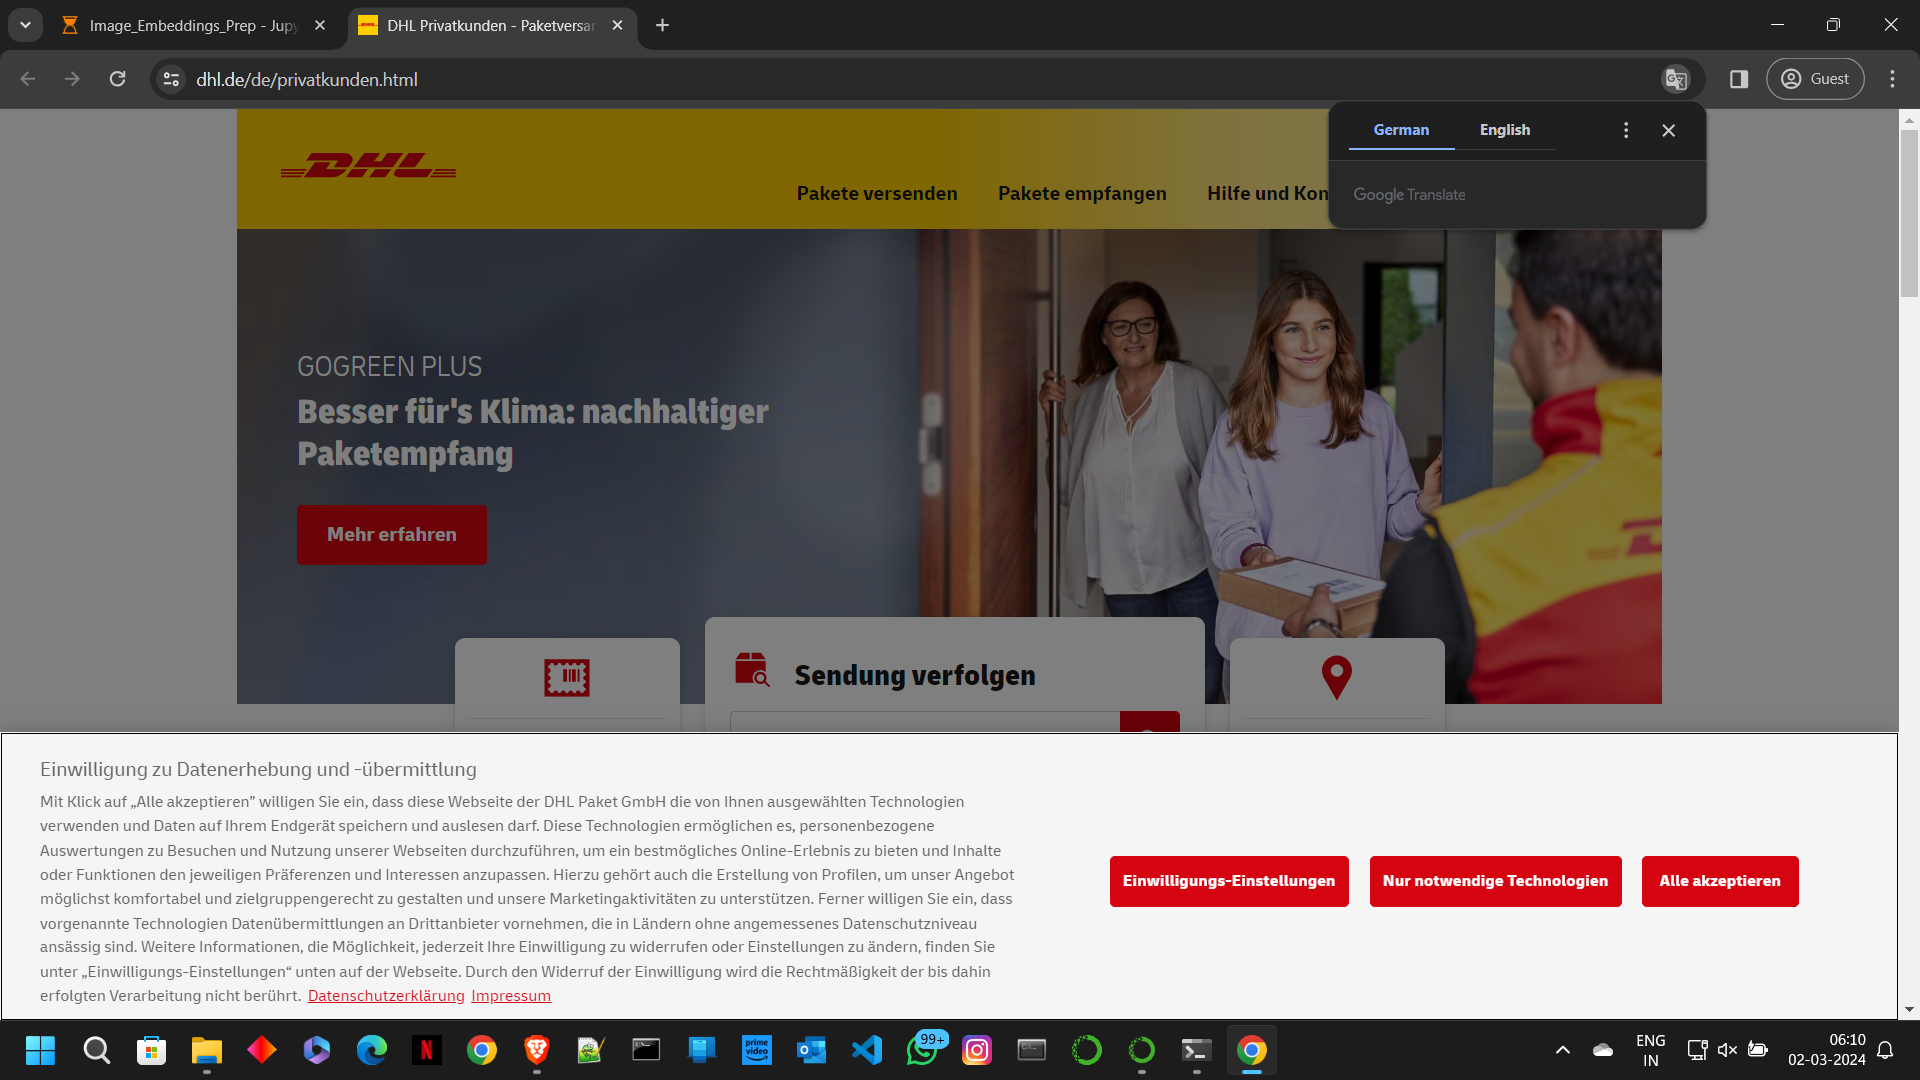 Image_Embeddings_Prep - Jup
DHL Privatkunden - Paketversa
dhl.de/de/privatkunden.html
Guest
German
English
Google Translate
DHL
Pakete versenden
Pakete empfangen
Hilfe und Kon
GOGREEN PLUS
Besser für's Klima: nachhaltiger
Paketempfang
Mehr erfahren
Sendung verfolgen
Einwilligung zu Datenerhebung und -übermittlung
Mit Klick auf „Alle akzeptieren” willigen Sie ein, dass diese Webseite der DHL Paket GmbH die von Ihnen ausgewählten Technologien
verwenden und Daten auf Ihrem Endgerät speichern und auslesen darf. Diese Technologien ermöglichen es, personenbezogene
Auswertungen zu Besuchen und Nutzung unserer Webseiten durchzuführen, um ein bestmögliches Online-Erlebnis zu bieten und Inhalte
oder Funktionen den jeweiligen Präferenzen und Interessen anzupassen. Hierzu gehört auch die Erstellung von Profilen, um unser Angebot
möglichst komfortabel und zielgruppengerecht zu gestalten und unsere Marketingaktivitäten zu unterstützen. Ferner willigen Sie ein, dass
vorgenannte Technologien Datenübermittlungen an Drittanbieter vornehmen, die in Ländern ohne angemessenes Datenschutzniveau
ansässig sind. Weitere Informationen, die Möglichkeit, jederzeit Ihre Einwilligung zu widerrufen oder Einstellungen zu ändern, finden Sie
unter „Einwilligungs-Einstellungen“ unten auf der Webseite. Durch den Widerruf der Einwilligung wird die Rechtmäßigkeit der bis dahin
erfolgten Verarbeitung nicht berührt. Datenschutzerklärung Impressum
Einwilligungs-Einstellungen
Nur notwendige Technologien
Alle akzeptieren
prime video
99+
ENG
IN
06:10
02-03-2024